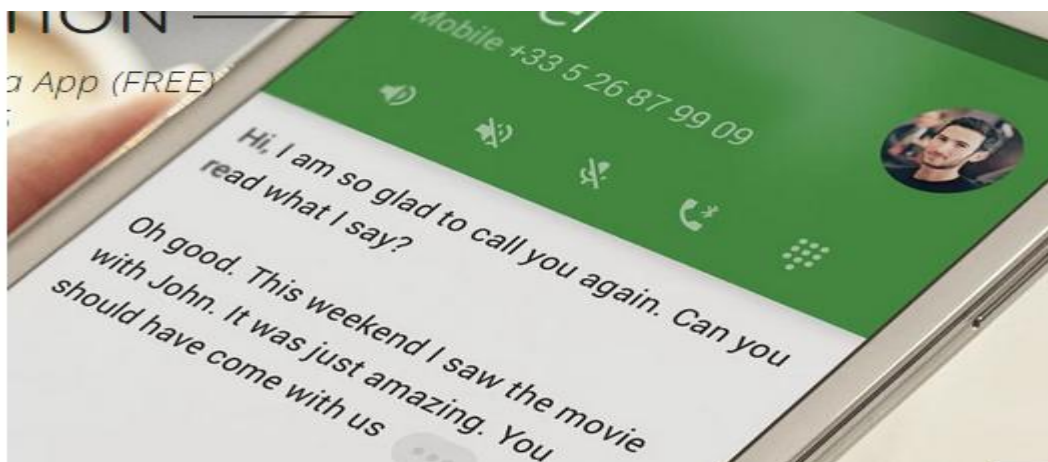 TION
a App (FREE)
Mobile +33 5 26 87 99 09
Hi, I am so glad to call you again. Can you
read what I say?
Oh good. This weekend I saw the movie
with John. It was just amazing. You
should have come with us